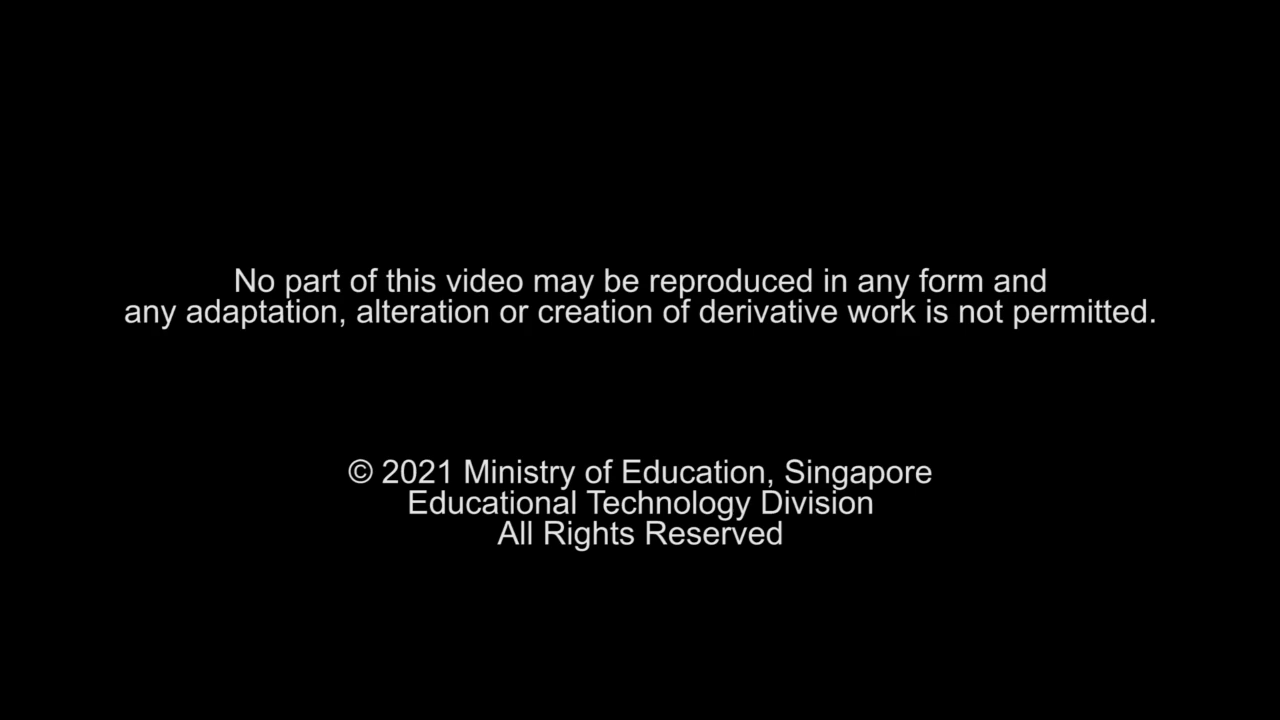 No part of this video may be reproduced in any form and
any adaptation, alteration or creation of derivative work is not permitted.
© 2021 Ministry of Education, Singapore
Educational Technology Division
All Rights Reserved